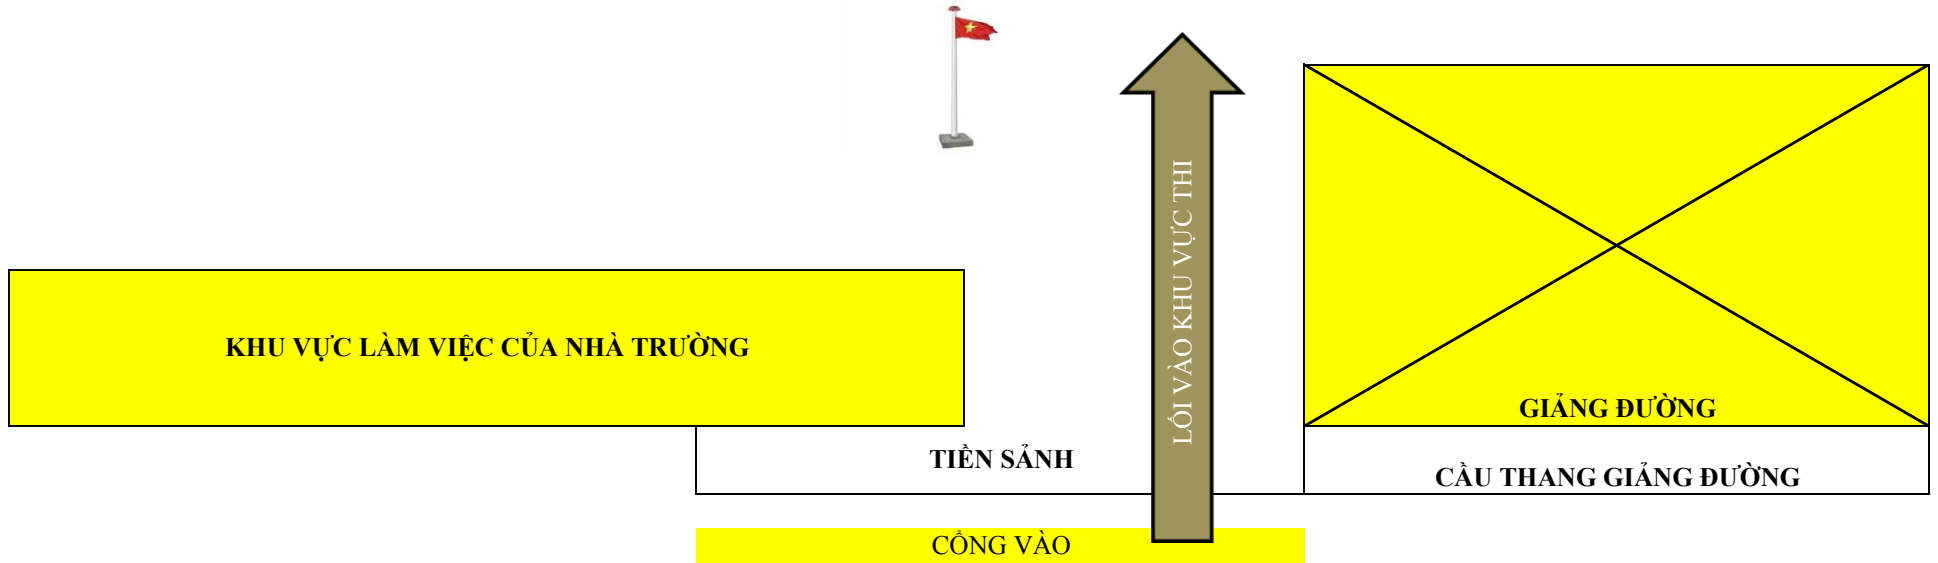 LỐI VÀO KHU VỰC THI
KHU VỰC LÀM VIỆC CỦA NHÀ TRƯỜNG
GIẢNG ĐƯỜNG
TIỀN SẢNH
CẦU THANG GIẢNG ĐƯỜNG
CỔNG VÀO